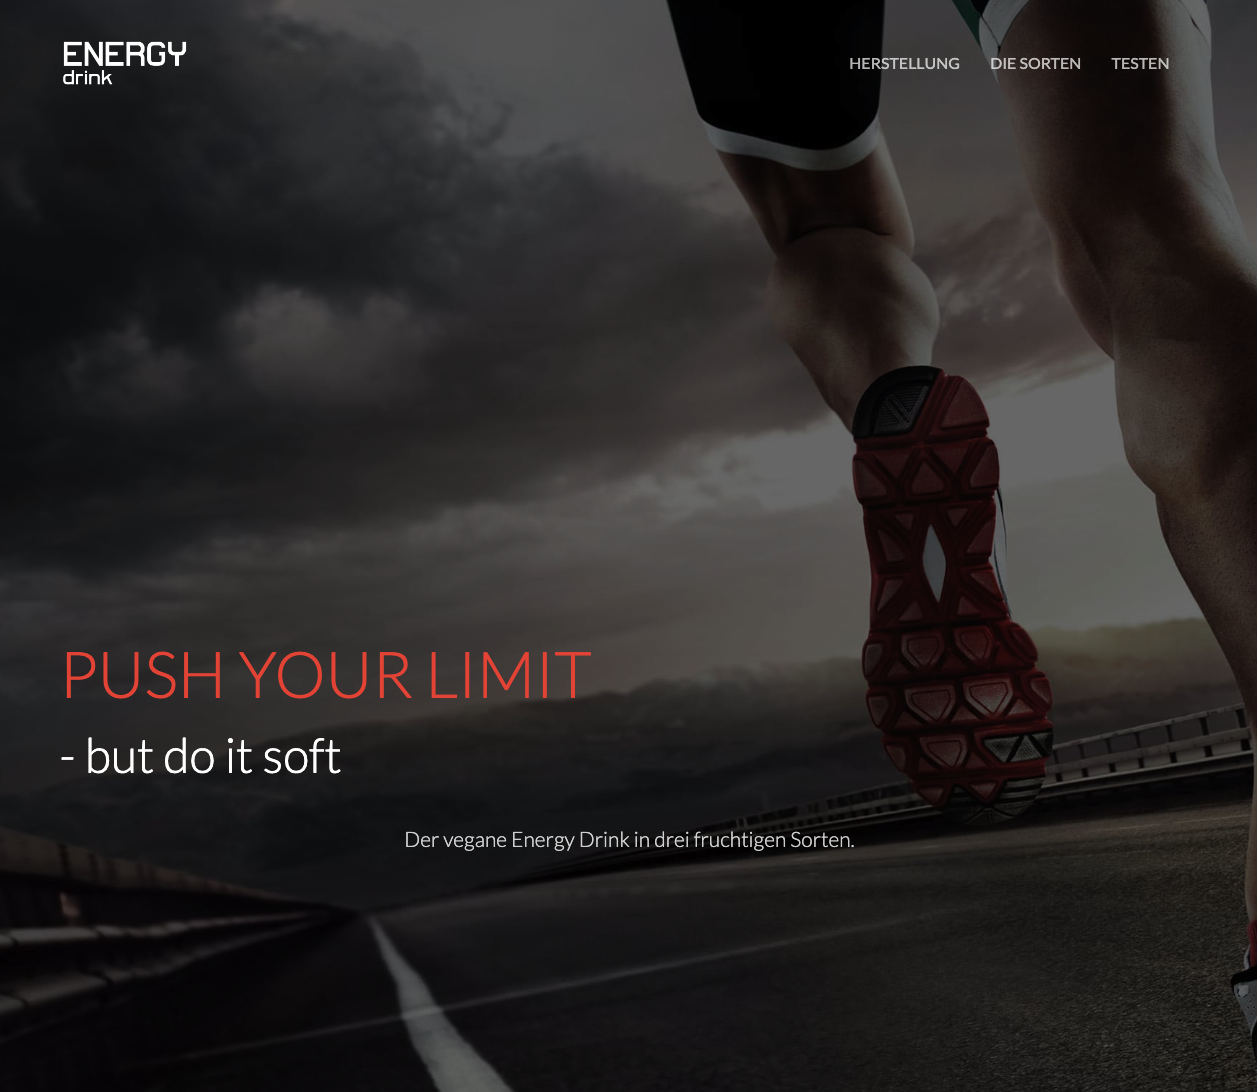 ENERGY
drink
HERSTELLUNG DIE SORTEN TESTEN
PUSH YOUR LIMIT
- but do it soft
Der vegane Energy Drink in drei fruchtigen Sorten.